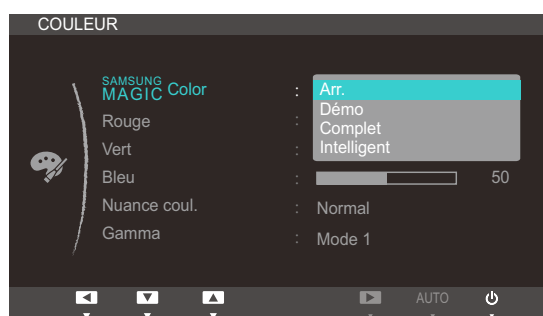 COULEUR
SAMSUNG MAGIC Color : Arr.
Démo
Rouge :
Complet
Vert : Intelligent
Bleu : 50
Nuance coul. : Normal
Gamma : Mode 1
AUTO